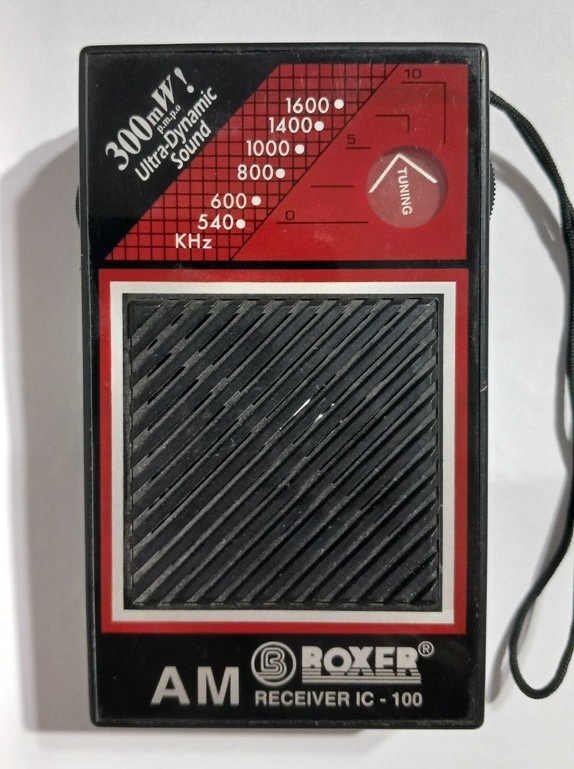 300mW!
p.m.p.o
Ultra-Dynamic
Sound
1600
1400
1000
800
600
540
KHz
10
5
0
TUNING
AM
B BOXER®
RECEIVER IC - 100